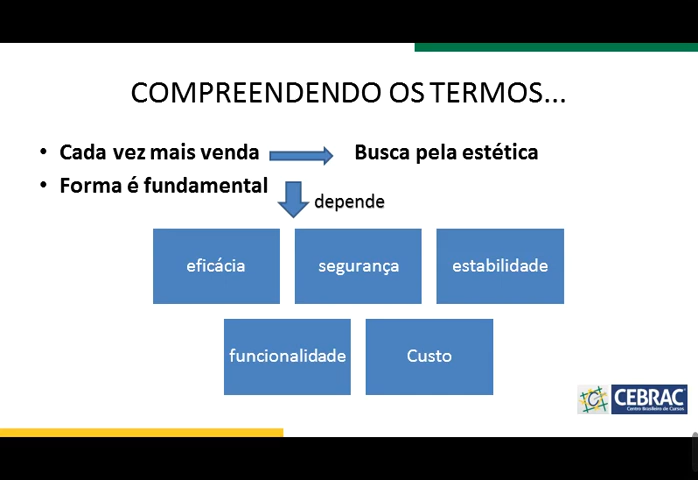 COMPREENDENDO OS TERMOS...
• Cada vez mais venda Busca pela estética
• Forma é fundamental
depende
eficácia segurança estabilidade
funcionalidade Custo
CEBRAC
Centro Brasileiro de Cursos